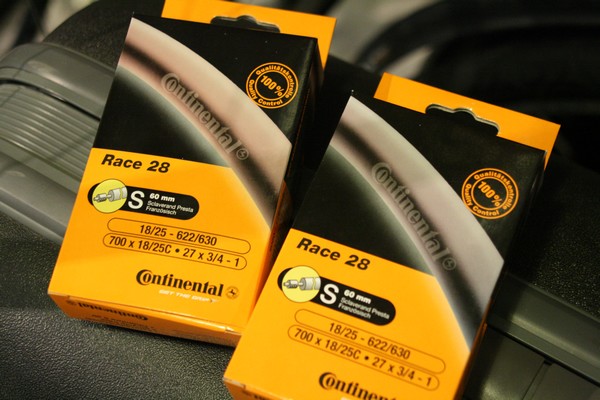 Continental
Qualitätskontrolle
100%
Quality Control
Race 28
S
60 mm
Sclaverand Presta
Französisch
18/25 - 622/630
700 x 18/25C • 27 x 3/4 - 1
Continental
Continental
Qualitätskontrolle
100%
Quality Control
Race 28
S
60 mm
Sclaverand Presta
Französisch
18/25 - 622/630
700 x 18/25C • 27 x 3/4 - 1
Continental